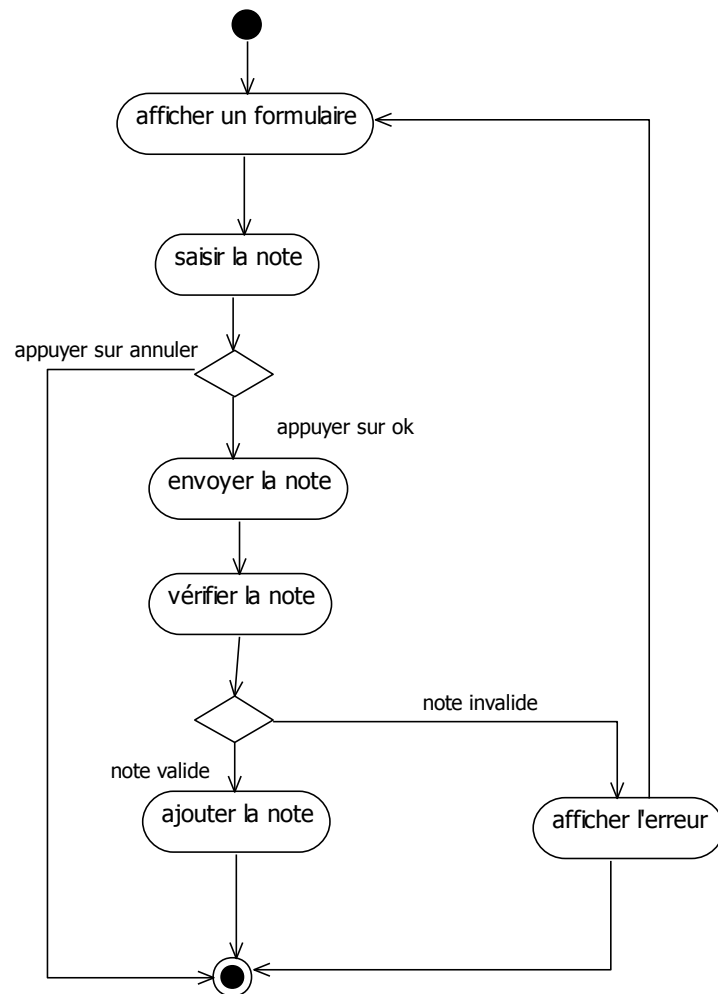 afficher un formulaire
saisir la note
appuyer sur annuler
appuyer sur ok
envoyer la note
vérifier la note
note invalide
note valide
ajouter la note
afficher l'erreur